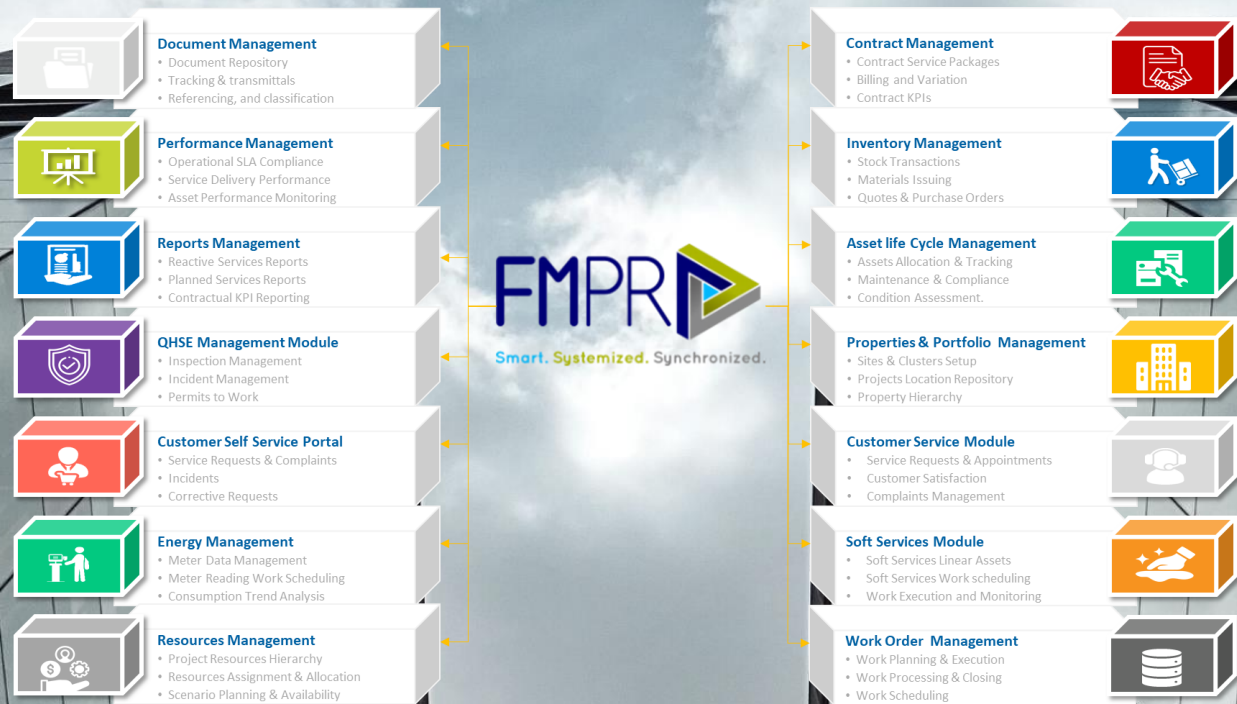 Document Management
• Document Repository
• Tracking & transmittals
• Referencing, and classification
Performance Management
• Operational SLA Compliance
• Service Delivery Performance
• Asset Performance Monitoring
Reports Management
• Reactive Services Reports
• Planned Services Reports
• Contractual KPI Reporting
QHSE Management Module
• Inspection Management
• Incident Management
• Permits to Work
Customer Self Service Portal
• Service Requests & Complaints
• Incidents
• Corrective Requests
Energy Management
• Meter Data Management
• Meter Reading Work Scheduling
• Consumption Trend Analysis
Resources Management
• Project Resources Hierarchy
• Resources Assignment & Allocation
• Scenario Planning & Availability
FMPR
Smart. Systemized. Synchronized.
Contract Management
• Contract Service Packages
• Billing and Variation
• Contract KPIs
Inventory Management
• Stock Transactions
• Materials Issuing
• Quotes & Purchase Orders
Asset life Cycle Management
• Assets Allocation & Tracking
• Maintenance & Compliance
• Condition Assessment.
Properties & Portfolio Management
• Sites & Clusters Setup
• Projects Location Repository
• Property Hierarchy
Customer Service Module
• Service Requests & Appointments
• Customer Satisfaction
• Complaints Management
Soft Services Module
• Soft Services Linear Assets
• Soft Services Work scheduling
• Work Execution and Monitoring
Work Order Management
• Work Planning & Execution
• Work Processing & Closing
• Work Scheduling